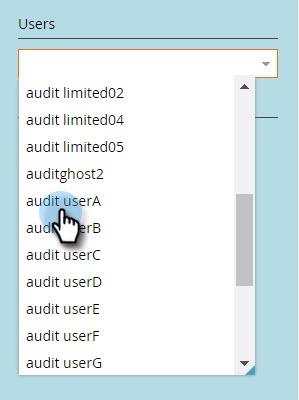 Users
audit limited02
audit limited04
audit limited05
auditghost2
audit userA
audit userB
audit userC
audit userD
audit userE
audit userF
audit userG